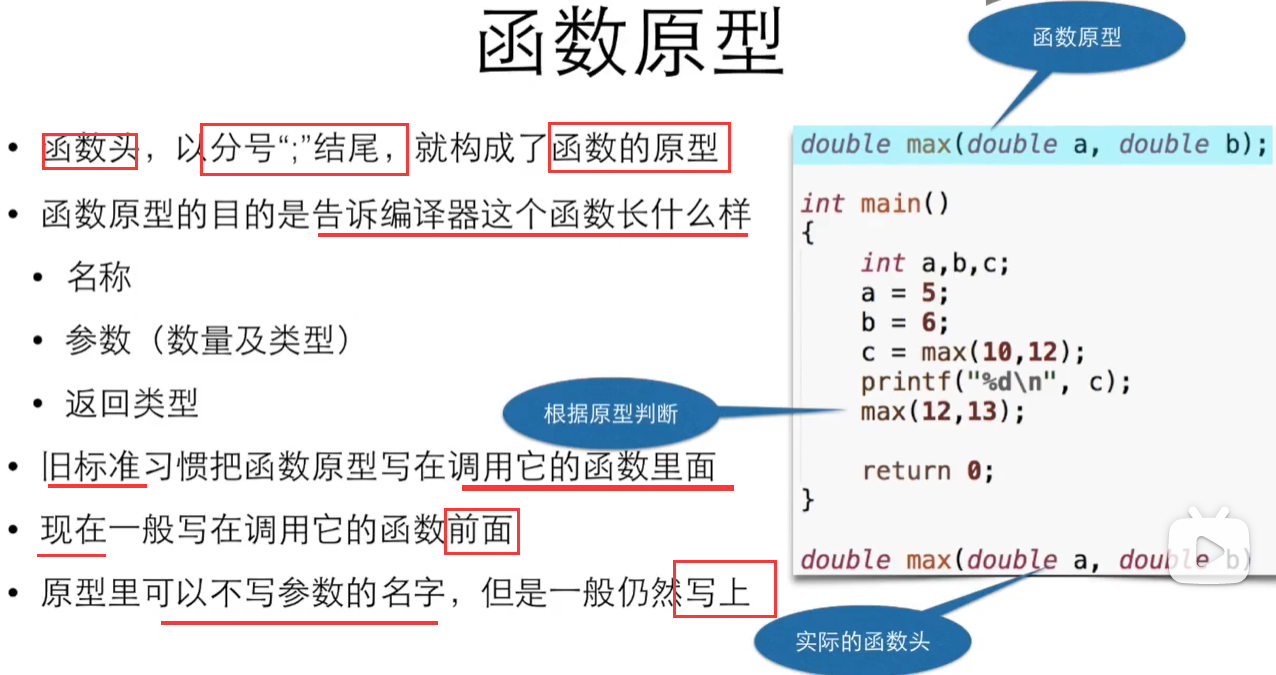 函数原型
• 函数头，以分号“;”结尾，就构成了函数的原型
• 函数原型的目的是告诉编译器这个函数长什么样
• 名称
• 参数（数量及类型）
• 返回类型
• 旧标准习惯把函数原型写在调用它的函数里面
• 现在一般写在调用它的函数前面
• 原型里可以不写参数的名字，但是一般仍然写上
函数原型
double max(double a, double b);
int main()
{
int a,b,c;
a = 5;
b = 6;
c = max(10,12);
printf("%d\n", c);
max(12,13);
根据原型判断
return 0;
}
double max(double a, double b)
实际的函数头